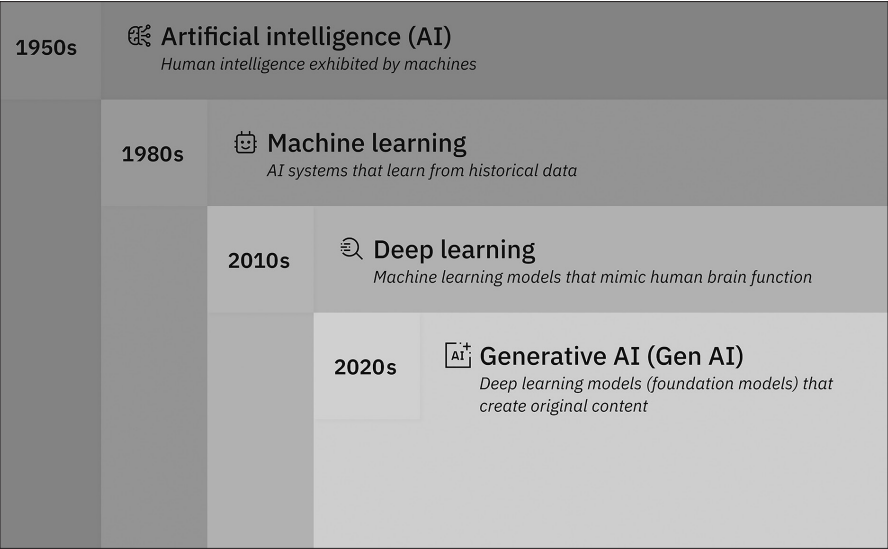 1950s
Artificial intelligence (AI)
Human intelligence exhibited by machines
1980s
Machine learning
AI systems that learn from historical data
2010s
Deep learning
Machine learning models that mimic human brain function
2020s
AI
Generative AI (Gen AI)
Deep learning models (foundation models) that
create original content